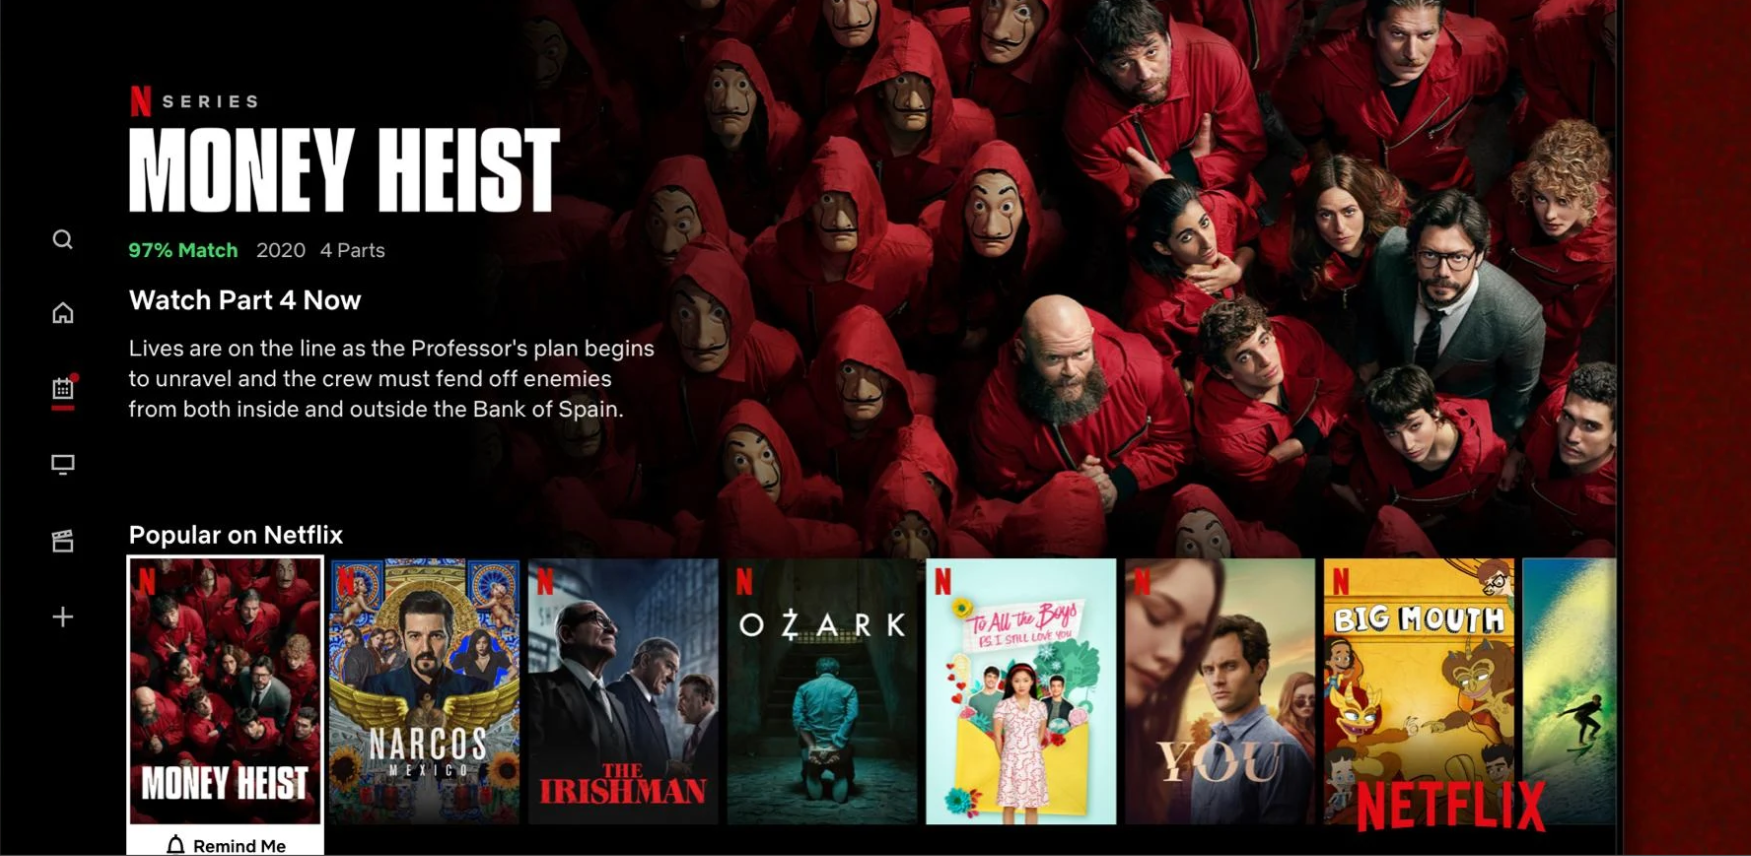 N SERIES
MONEY HEIST
97% Match 2020 4 Parts
Watch Part 4 Now
Lives are on the line as the Professor's plan begins
to unravel and the crew must fend off enemies
from both inside and outside the Bank of Spain.
Popular on Netflix
N
MONEY HEIST
Remind Me
N
NARCOS
MEXICO
N
THE
IRISHMAN
N
OZARK
N
To All the Boys
P.S. I STILL LOVE YOU
N
YOU
N
BIG MOUTH
NETFLIX